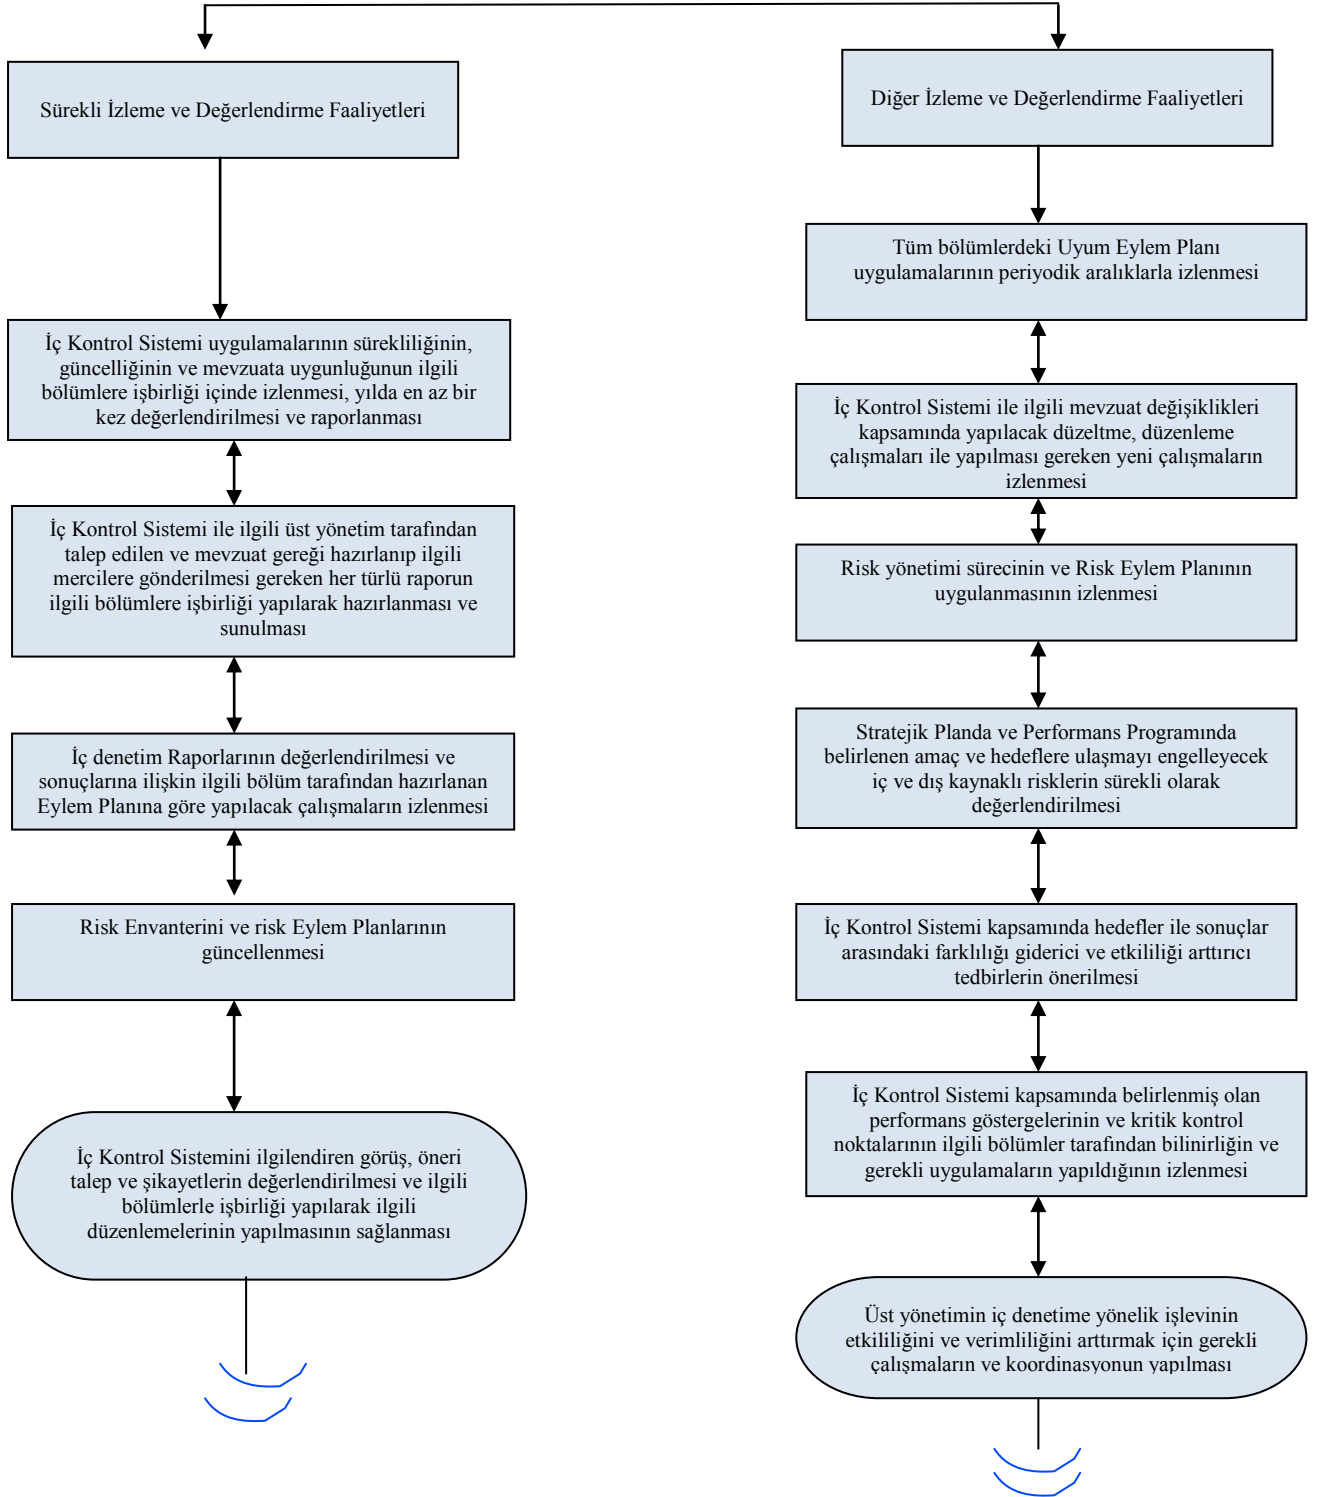 Sürekli İzleme ve Değerlendirme Faaliyetleri
İç Kontrol Sistemi uygulamalarının sürekliliğinin,
güncelliğinin ve mevzuata uygunluğunun ilgili
bölümlere işbirliği içinde izlenmesi, yılda en az bir
kez değerlendirilmesi ve raporlanması
İç Kontrol Sistemi ile ilgili üst yönetim tarafından
talep edilen ve mevzuat gereği hazırlanıp ilgili
mercilere gönderilmesi gereken her türlü raporun
ilgili bölümlere işbirliği yapılarak hazırlanması ve
sunulması
İç denetim Raporlarının değerlendirilmesi ve
sonuçlarına ilişkin ilgili bölüm tarafından hazırlanan
Eylem Planına göre yapılacak çalışmaların izlenmesi
Risk Envanterini ve risk Eylem Planlarının
güncellenmesi
İç Kontrol Sistemini ilgilendiren görüş, öneri
talep ve şikayetlerin değerlendirilmesi ve ilgili
bölümlerle işbirliği yapılarak ilgili
düzenlemelerinin yapılmasının sağlanması
Diğer İzleme ve Değerlendirme Faaliyetleri
Tüm bölümlerdeki Uyum Eylem Planı
uygulamalarının periyodik aralıklarla izlenmesi
İç Kontrol Sistemi ile ilgili mevzuat değişiklikleri
kapsamında yapılacak düzeltme, düzenleme
çalışmaları ile yapılması gereken yeni çalışmaların
izlenmesi
Risk yönetimi sürecinin ve Risk Eylem Planının
uygulanmasının izlenmesi
Stratejik Planda ve Performans Programında
belirlenen amaç ve hedeflere ulaşmayı engelleyecek
iç ve dış kaynaklı risklerin sürekli olarak
değerlendirilmesi
İç Kontrol Sistemi kapsamında hedefler ile sonuçlar
arasındaki farklılığı giderici ve etkililiği arttırıcı
tedbirlerin önerilmesi
İç Kontrol Sistemi kapsamında belirlenmiş olan
performans göstergelerinin ve kritik kontrol
noktalarının ilgili bölümler tarafından bilinirliğin ve
gerekli uygulamaların yapıldığının izlenmesi
Üst yönetimin iç denetime yönelik işlevinin
etkililiğini ve verimliliğini arttırmak için gerekli
çalışmaların ve koordinasyonun yapılması